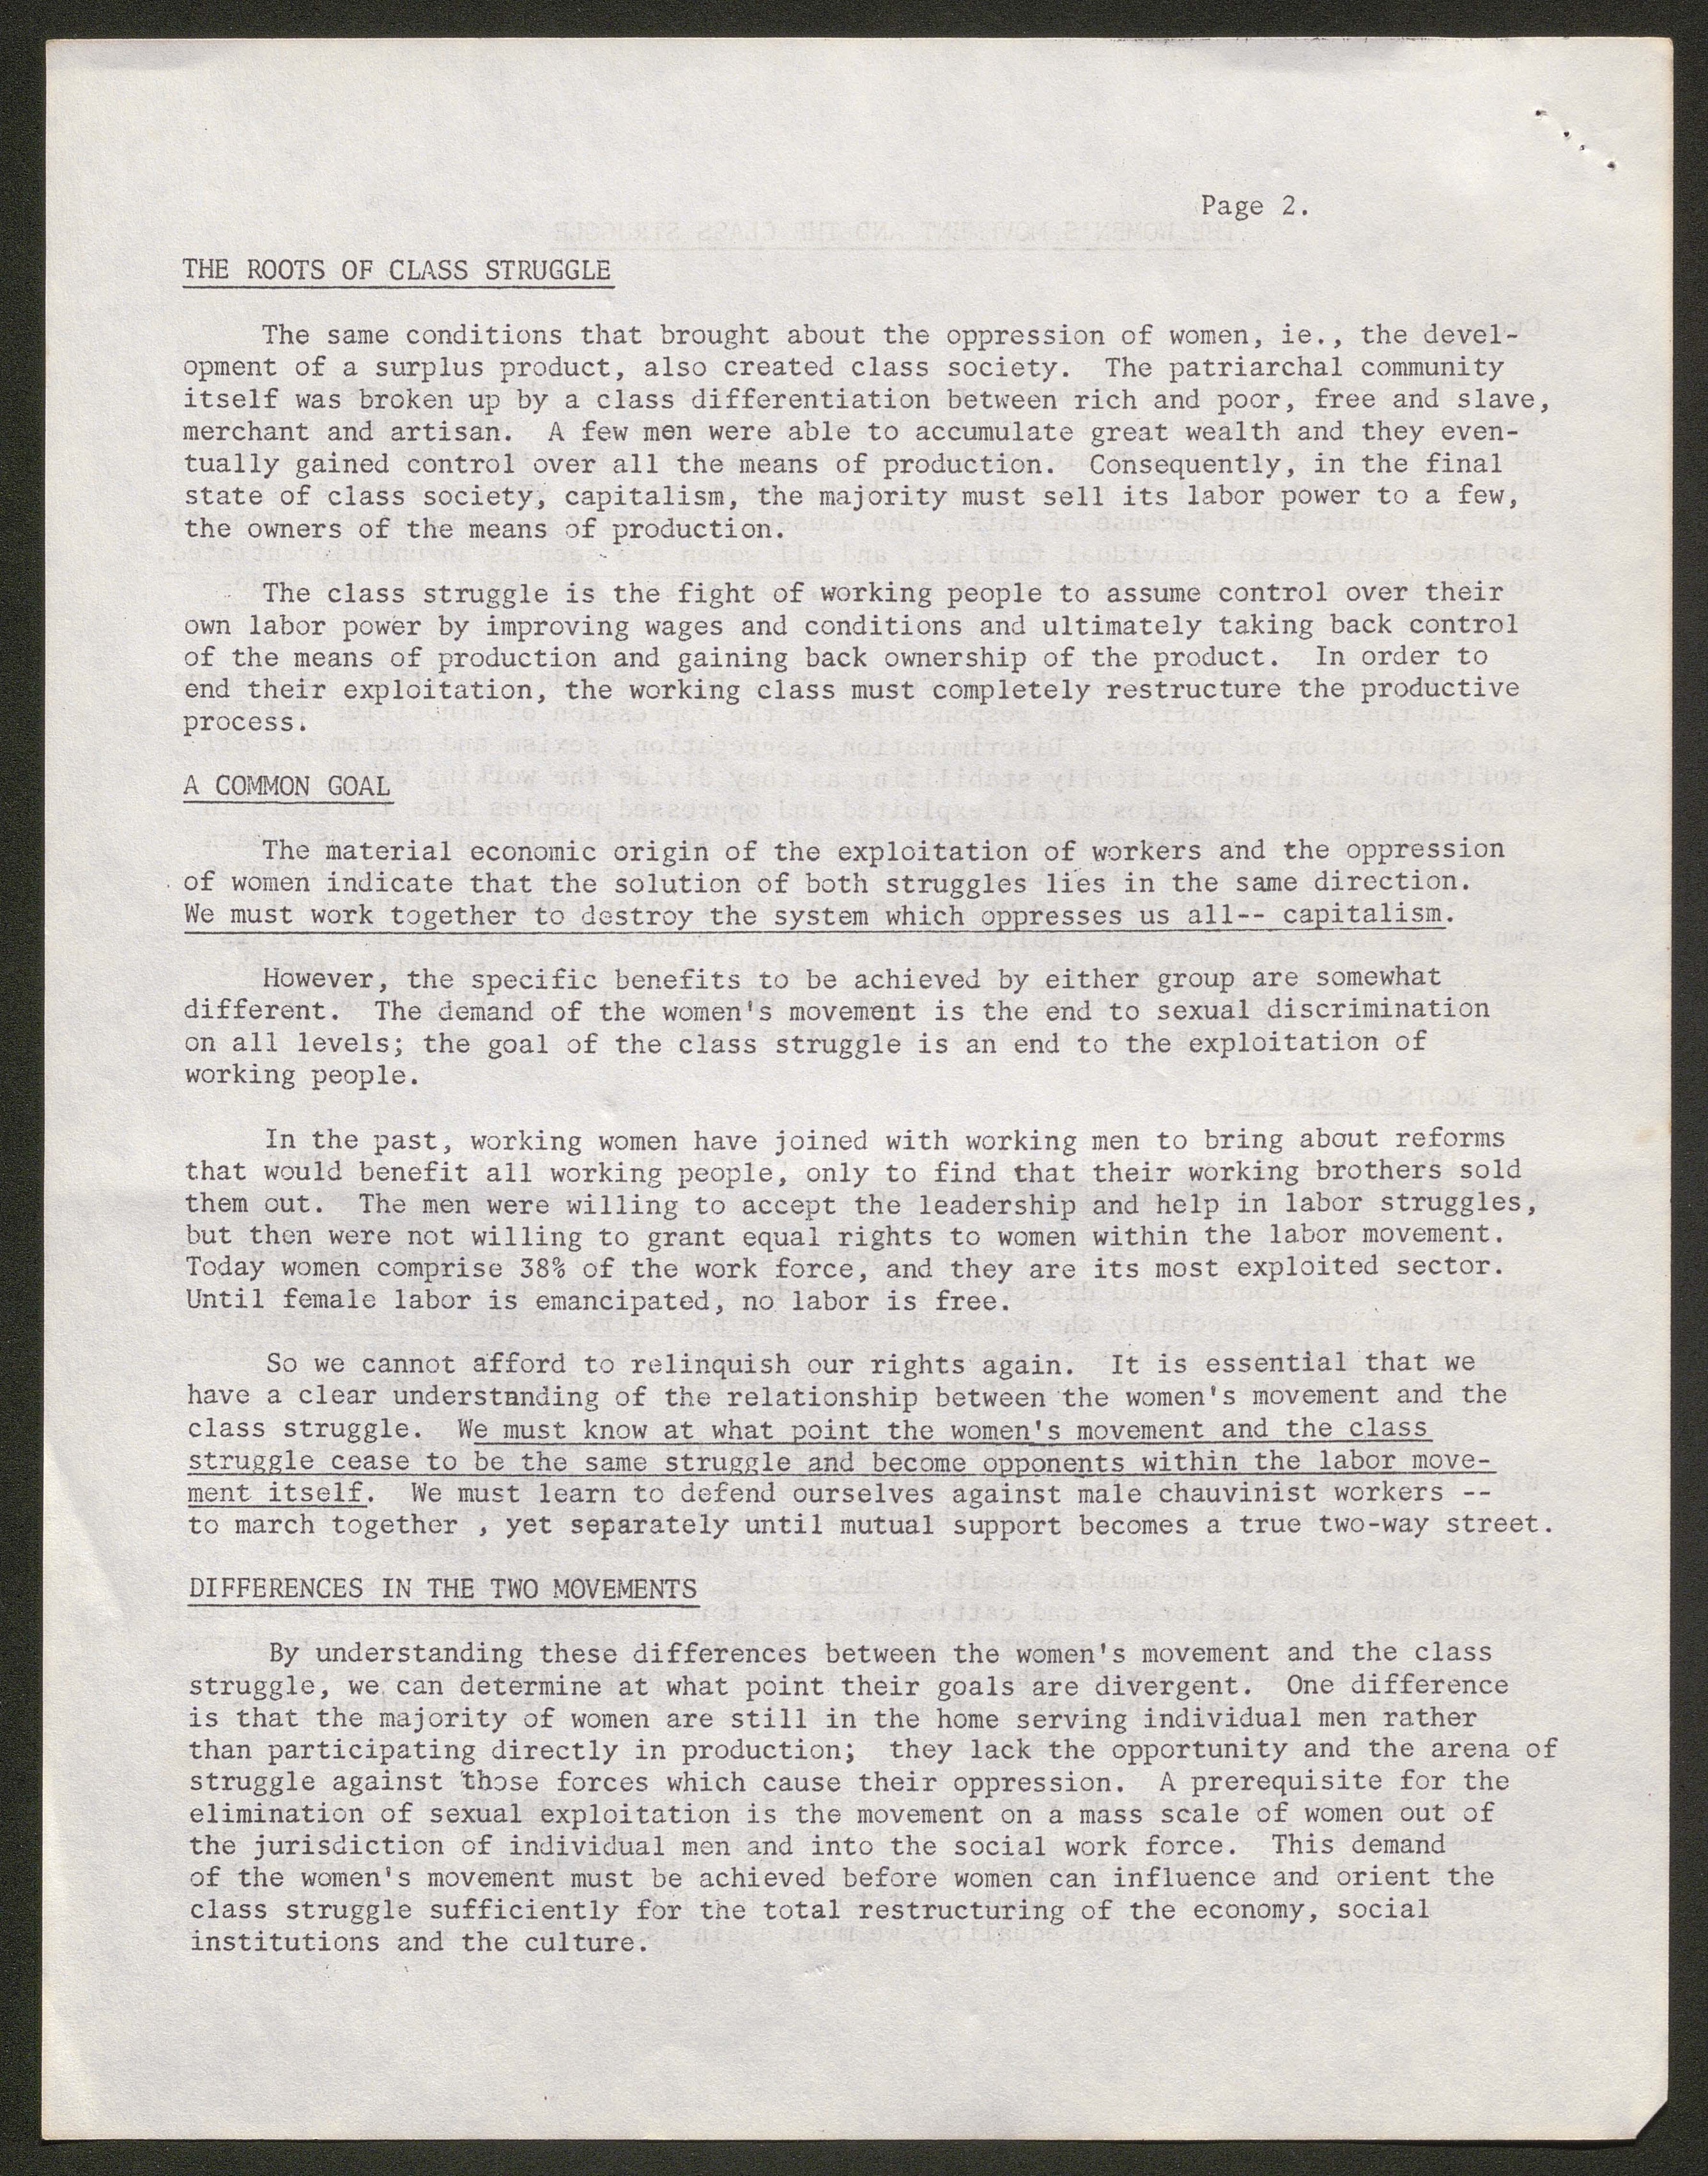 Page 2.
THE ROOTS OF CLASS STRUGGLE
The same conditions that brought about the oppression of women, ie., the devel-
opment of a surplus product, also created class society. The patriarchal community
itself was broken up by a class differentiation between rich and poor, free and slave,
merchant and artisan. A few men were able to accumulate great wealth and they even-
tually gained control over all the means of production. Consequently, in the final
state of class society, capitalism, the majority must sell its labor power to a few,
the owners of the means of production.
The class struggle is the fight of working people to assume control over their
own labor power by improving wages and conditions and ultimately taking back control
of the means of production and gaining back ownership of the product. In order to
end their exploitation, the working class must completely restructure the productive
process.
A COMMON GOAL
The material economic origin of the exploitation of workers and the oppression
of women indicate that the solution of both struggles lies in the same direction.
We must work together to destroy the system which oppresses us all-- capitalism.
However, the specific benefits to be achieved by either group are somewhat
different. The demand of the women's movement is the end to sexual discrimination
on all levels; the goal of the class struggle is an end to the exploitation of
working people.
In the past, working women have joined with working men to bring about reforms
that would benefit all working people, only to find that their working brothers sold
them out. The men were willing to accept the leadership and help in labor struggles,
but then were not willing to grant equal rights to women within the labor movement.
Today women comprise 38% of the work force, and they are its most exploited sector.
Until female labor is emancipated, no labor is free.
So we cannot afford to relinquish our rights again. It is essential that we
have a clear understanding of the relationship between the women's movement and the
class struggle. We must know at what point the women's movement and the class
struggle cease to be the same struggle and become opponents within the labor move-
ment itself. We must learn to defend ourselves against male chauvinist workers --
to march together , yet separately until mutual support becomes a true two-way street.
DIFFERENCES IN THE TWO MOVEMENTS
By understanding these differences between the women's movement and the class
struggle, we can determine at what point their goals are divergent. One difference
is that the majority of women are still in the home serving individual men rather
than participating directly in production; they lack the opportunity and the arena of
struggle against those forces which cause their oppression. A prerequisite for the
elimination of sexual exploitation is the movement on a mass scale of women out of
the jurisdiction of individual men and into the social work force. This demand
of the women's movement must be achieved before women can influence and orient the
class struggle sufficiently for the total restructuring of the economy, social
institutions and the culture.